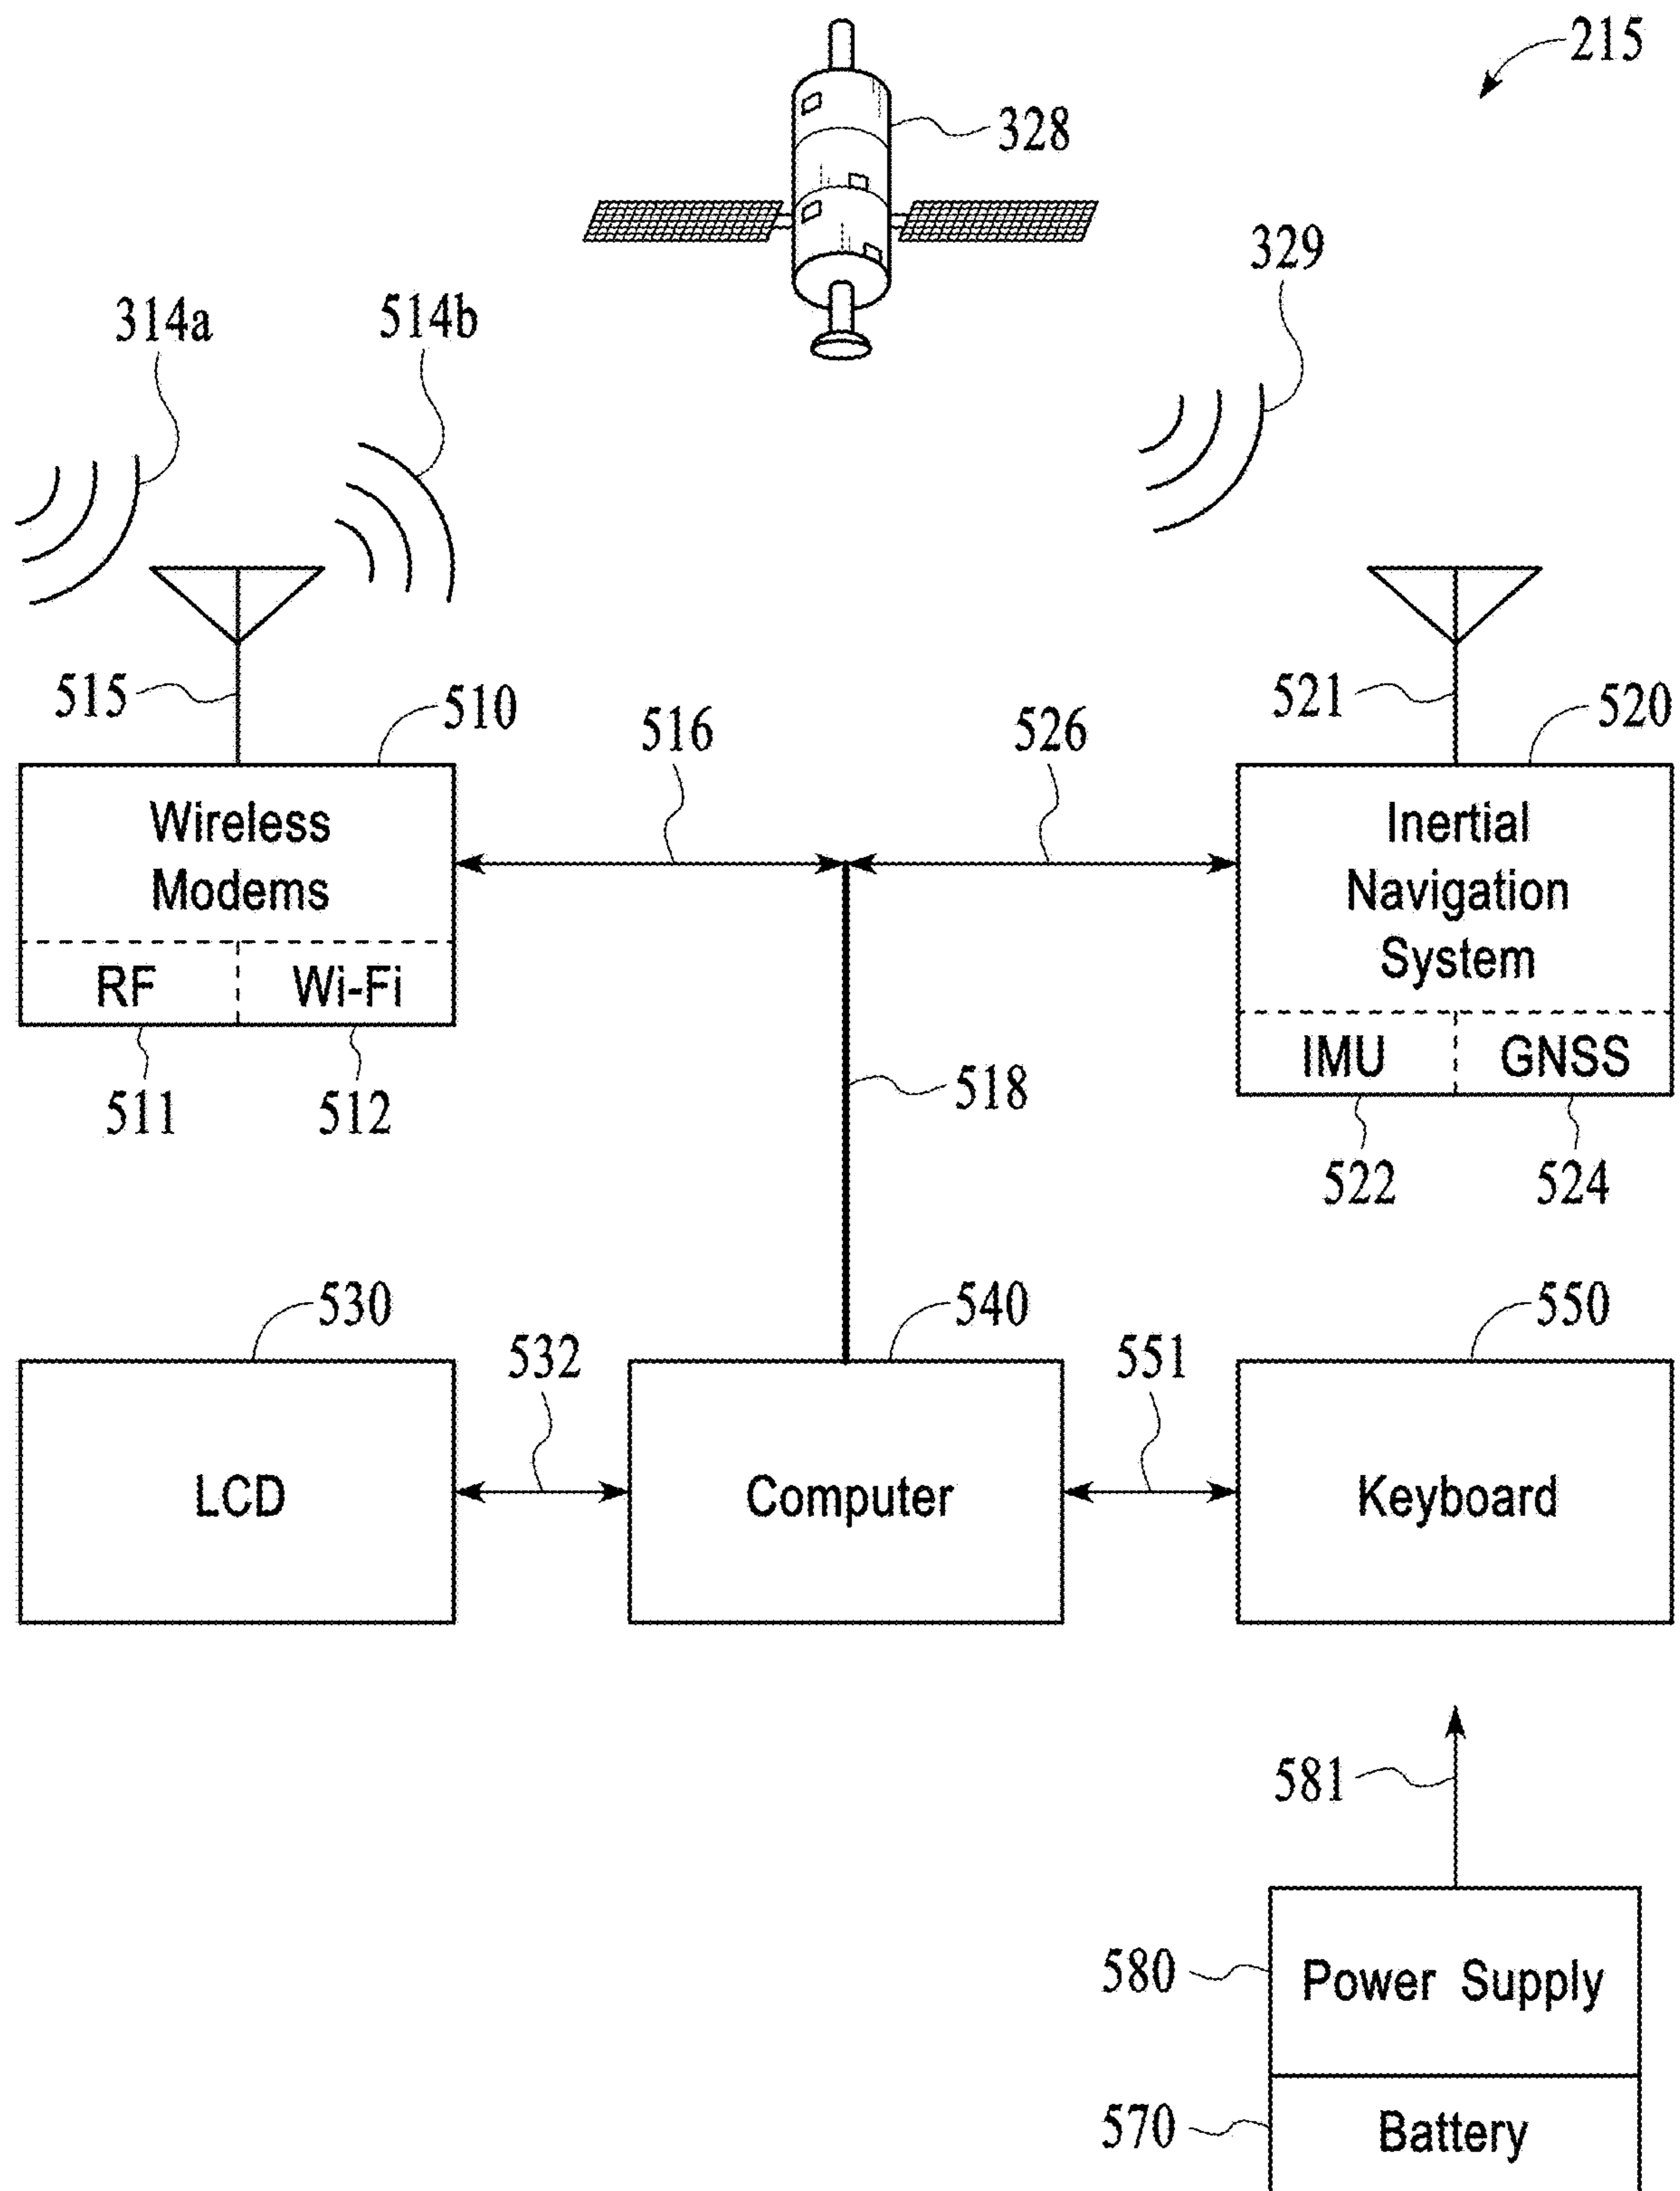 215
328
329
314a
514b
515
510
516
526
521
520
Wireless
Modems
RF
Wi-Fi
511
512
Inertial
Navigation
System
IMU
GNSS
522
524
518
530
532
540
551
550
LCD
Computer
Keyboard
581
580
Power Supply
570
Battery